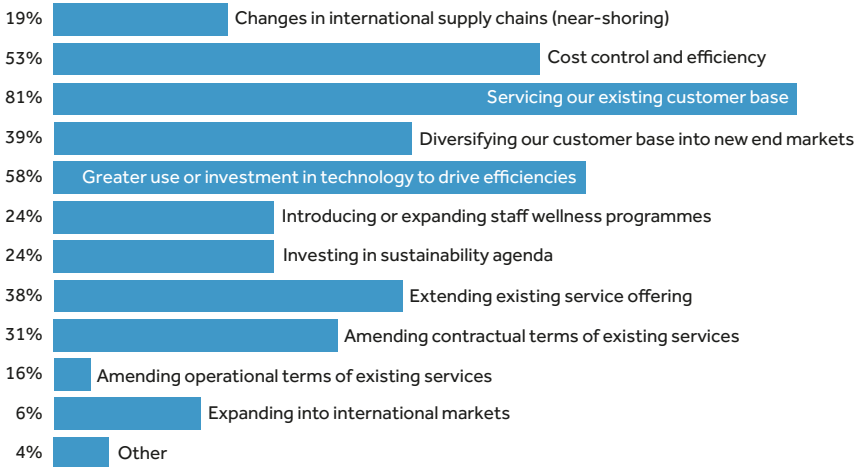 19% Changes in international supply chains (near-shoring)
53% Cost control and efficiency
81% Servicing our existing customer base
39% Diversifying our customer base into new end markets
58% Greater use or investment in technology to drive efficiencies
24% Introducing or expanding staff wellness programmes
24% Investing in sustainability agenda
38% Extending existing service offering
31% Amending contractual terms of existing services
16% Amending operational terms of existing services
6% Expanding into international markets
4% Other